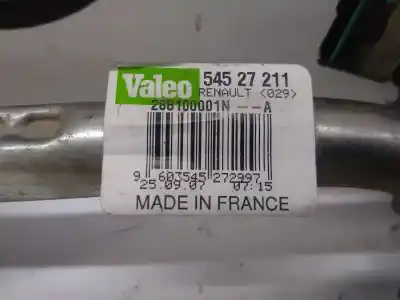 Valeo 545 27 211
RENAULT <029>
288100001N --A
9 603545 272997
25.09.07 07:15
MADE IN FRANCE